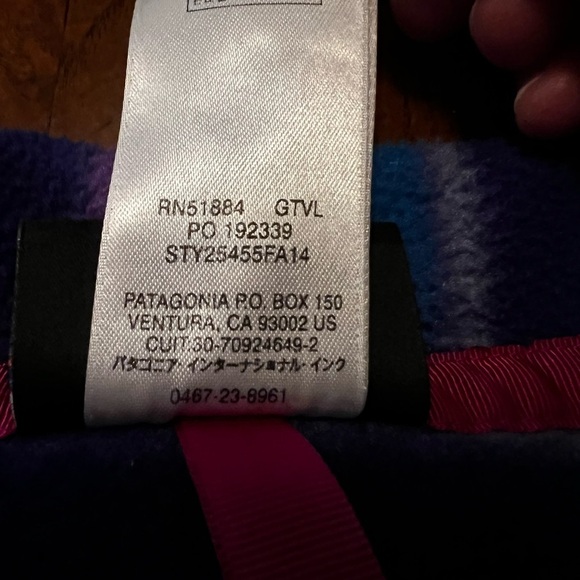 RN51884 GTVL
PO 192339
STY25455FA14
PATAGONIA P.O. BOX 150
VENTURA, CA 93002 US
CUIT.30-70924649-2
パタゴニア・インターナショナル・インク
0467-23-8961